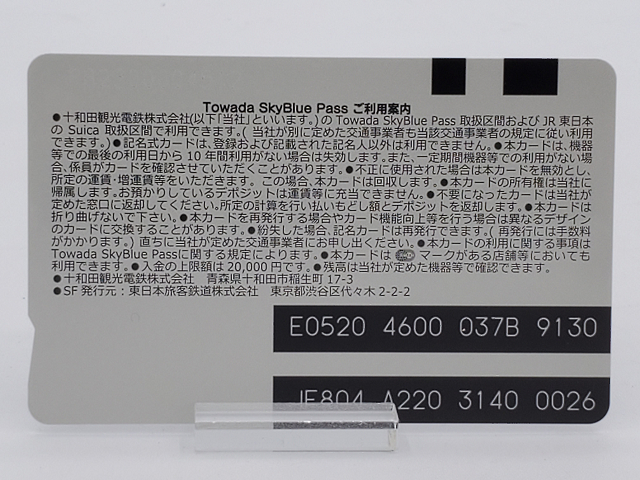 Towada SkyBlue Pass ご利用案内
●十和田観光電鉄株式会社(以下「当社」といいます。)の Towada SkyBlue Pass 取扱区間および JR 東日本
の Suica 取扱区間で利用できます。( 当社が別に定めた交通事業者も当該交通事業者の規定に従い利用
できます。) ●記名式カードは、登録および記載された記名人以外は利用できません。●本カードは、機器
等での最後の利用日から 10 年間利用がない場合は失効します。また、一定期間機器等での利用がない場
合、係員がカードを確認させていただくことがあります。●不正に使用された場合は本カードを無効とし、
所定の運賃・増運賃等をいただきます。この場合、本カードは回収します。●本カードの所有権は当社に
帰属します。お預かりしているデポジットは運賃等に充当できません。●不要になったカードは当社が
定めた窓口に返却してください。所定の計算を行い払いもどし額とデポジットを返却します。●本カードは
折り曲げないで下さい。●本カードを再発行する場合やカード機能向上等を行う場合は異なるデザイン
のカードに交換することがあります。●紛失した場合、記名カードは再発行できます。( 再発行には手数料
がかかります。) 直ちに当社が定めた交通事業者にお申し出ください。●本カードの利用に関する事項は
Towada SkyBlue Passに関する規定によります。●本カードは マークがある店舗等においても
利用できます。●入金の上限額は 20,000 円です。●残高は当社が定めた機器等で確認できます。
●十和田観光電鉄株式会社　青森県十和田市稲生町 17-3
●SF 発行元：東日本旅客鉄道株式会社　東京都渋谷区代々木 2-2-2
E0520 4600 037B 9130
JE804 A220 3140 0026